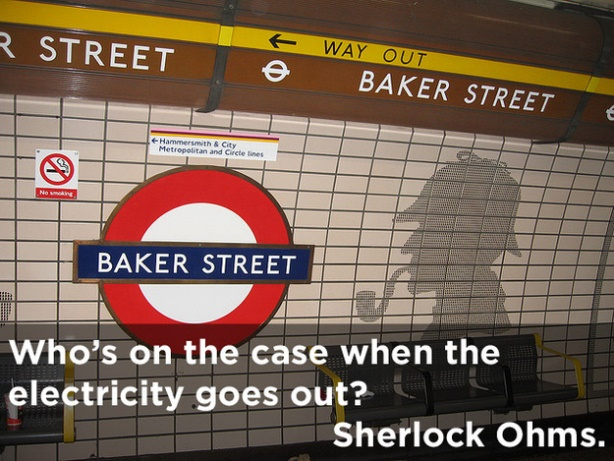 R STREET
← WAY OUT
BAKER STREET
← Hammersmith & City
Metropolitan and Circle lines
No smoking
BAKER STREET
Who's on the case when the
electricity goes out?
Sherlock Ohms.